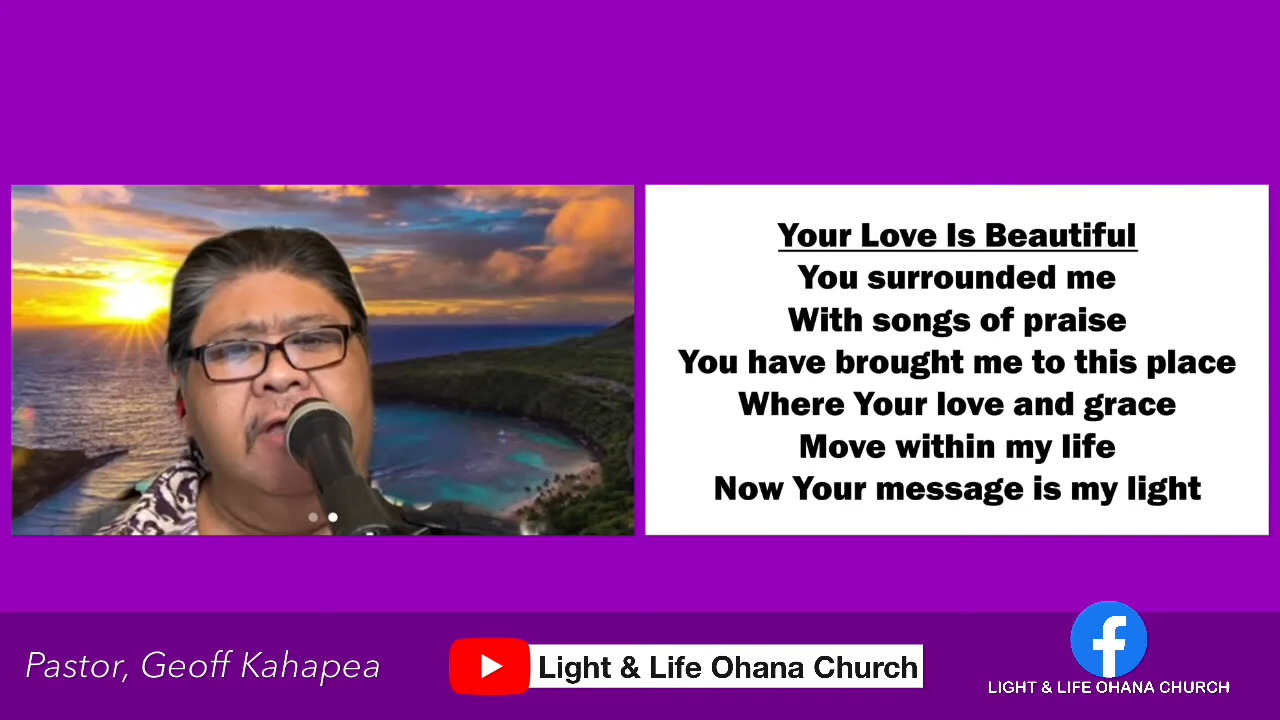 Your Love Is Beautiful
You surrounded me
With songs of praise
You have brought me to this place
Where Your love and grace
Move within my life
Now Your message is my light
Pastor, Geoff Kahapea
Light & Life Ohana Church
LIGHT & LIFE OHANA CHURCH